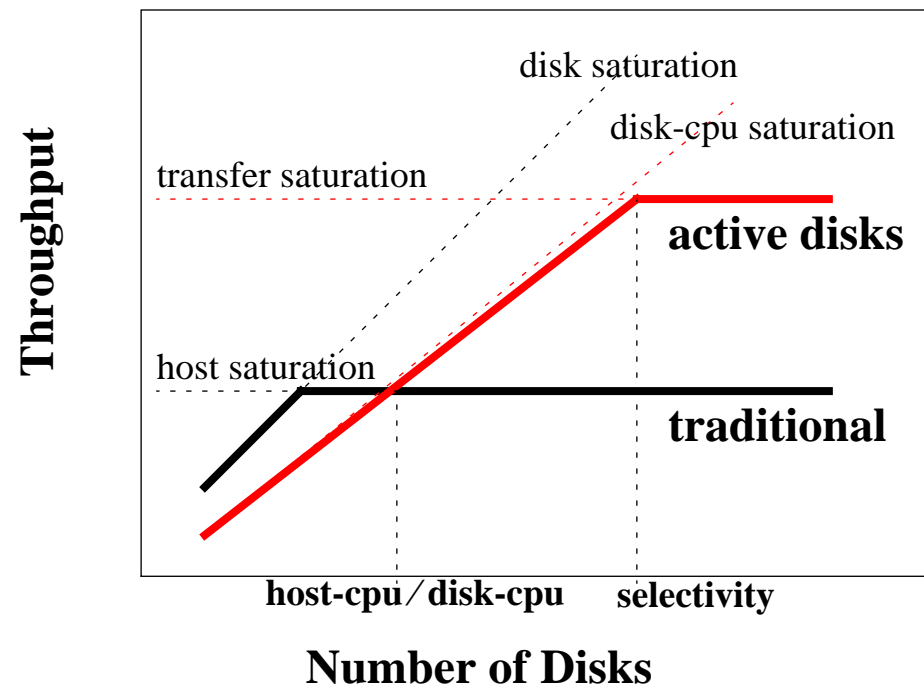 disk saturation
disk-cpu saturation
transfer saturation
active disks
Throughput
host saturation
traditional
host-cpu / disk-cpu
selectivity
Number of Disks